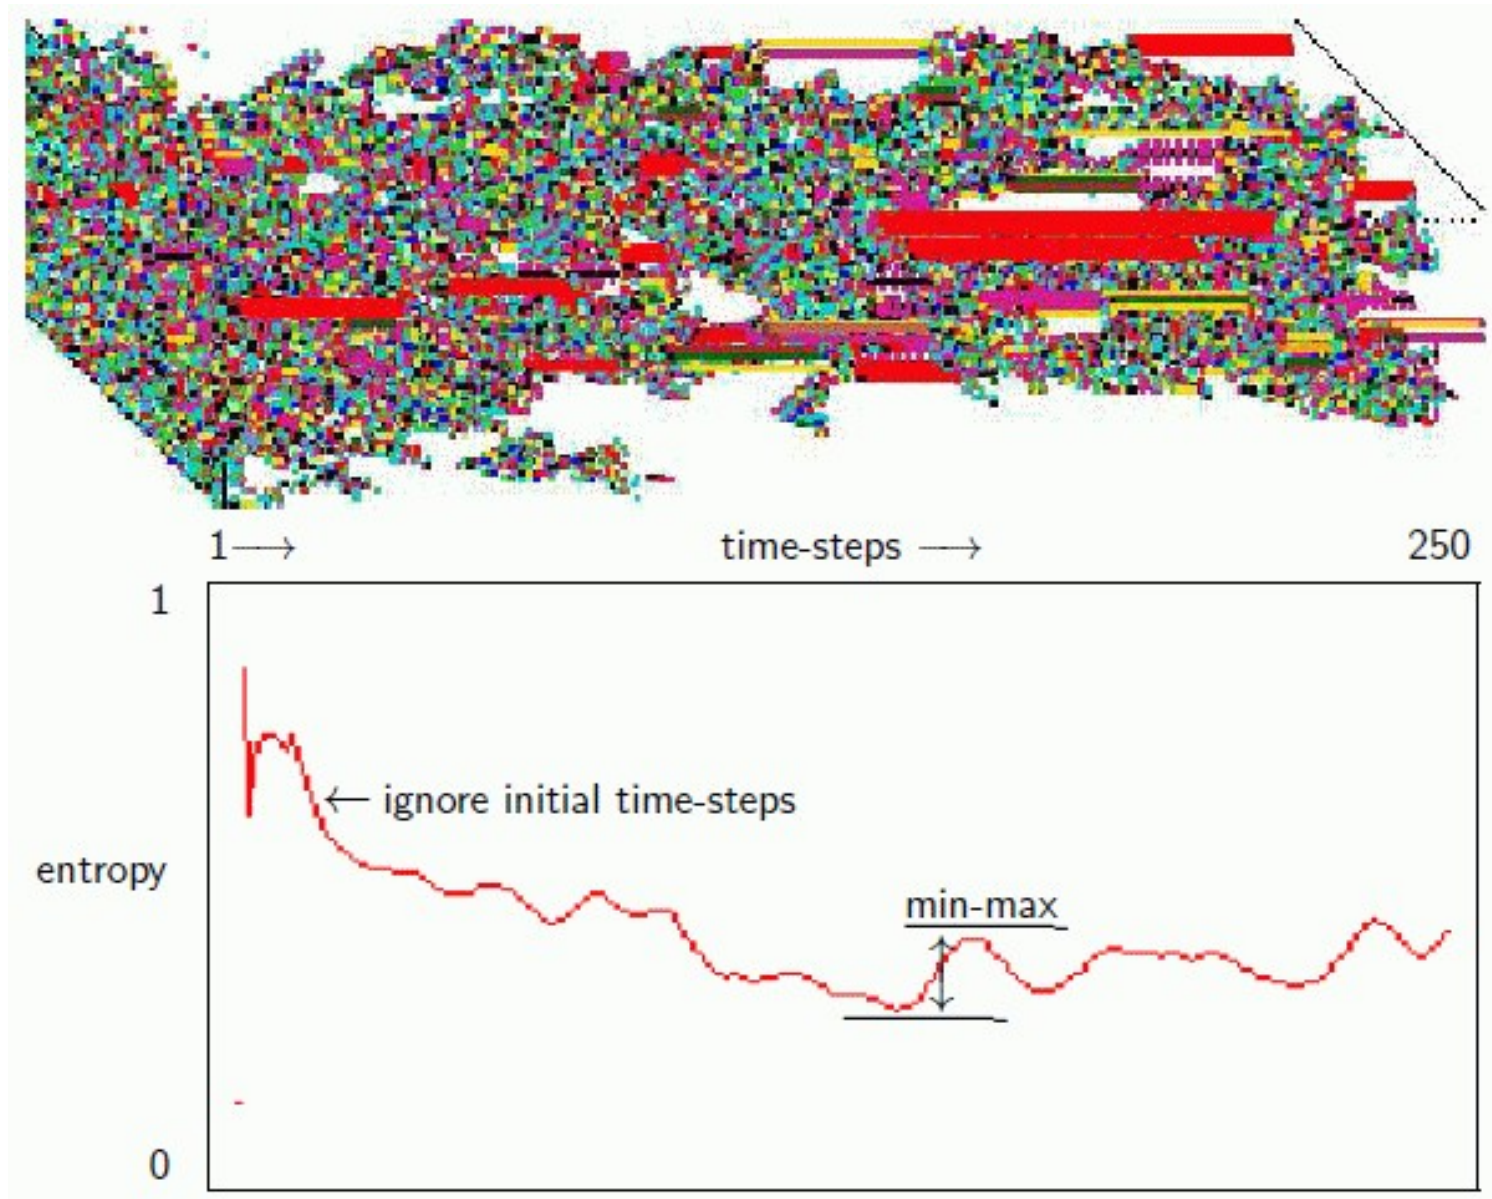 1⟶ time-steps ⟶ 250
1
← ignore initial time-steps
entropy
min-max
0